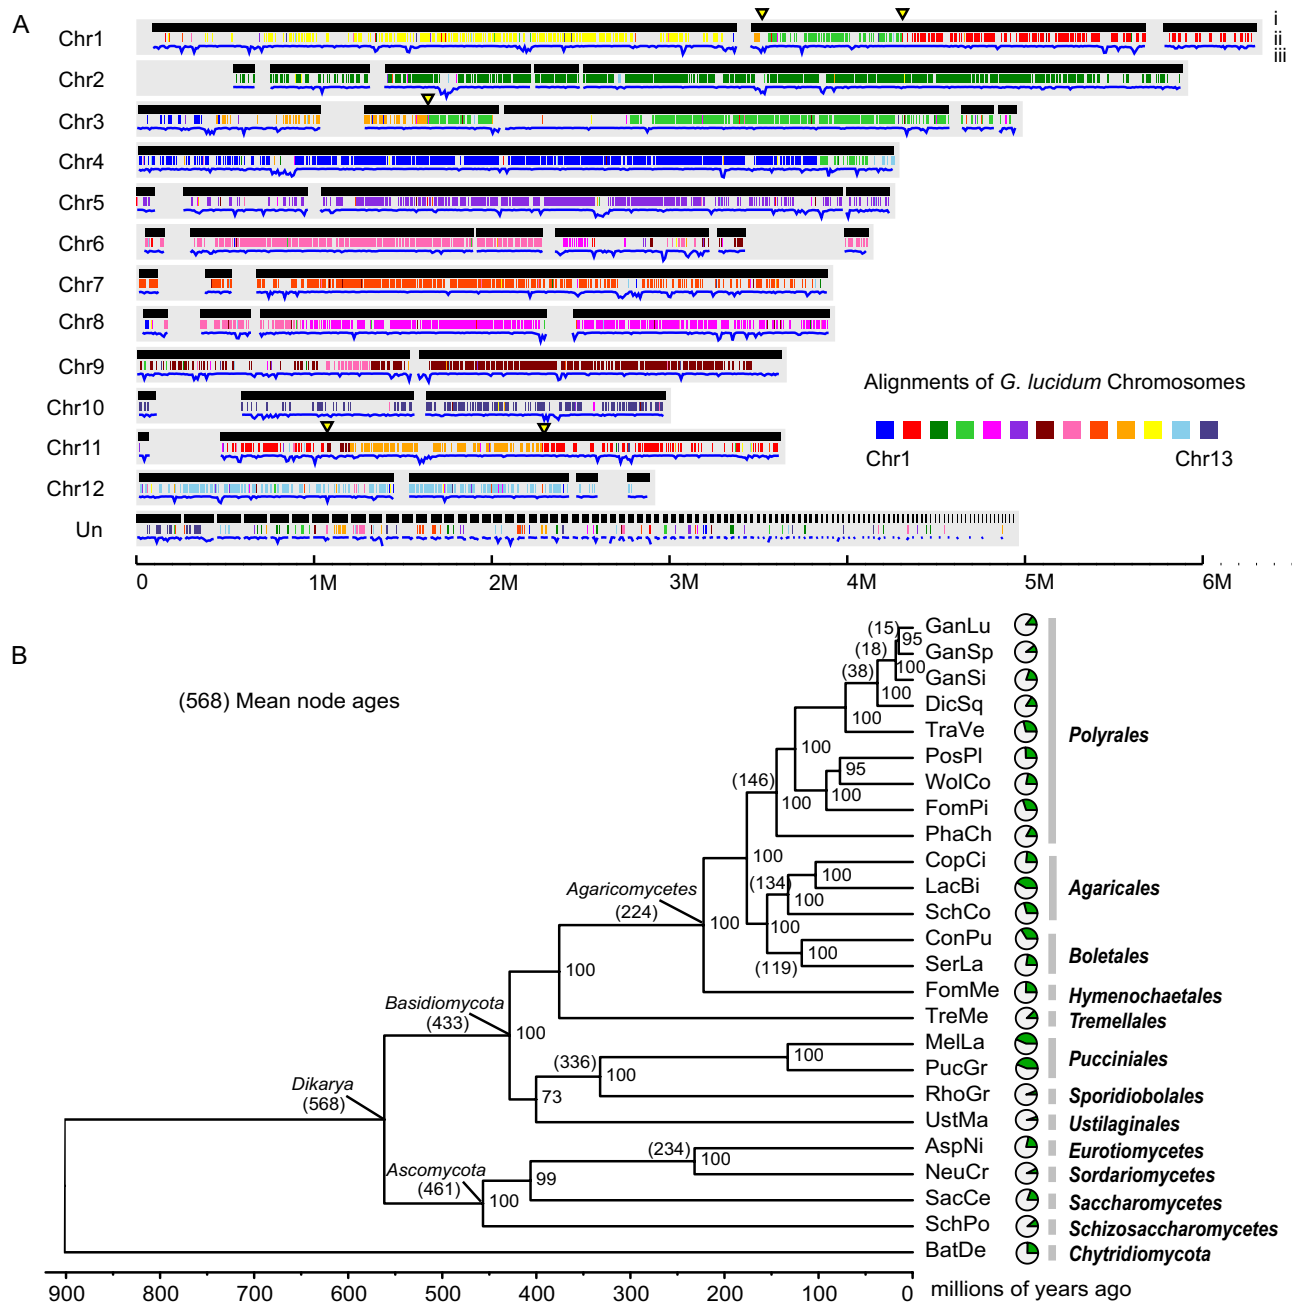 A
i
Chr1
ii
iii
Chr2
Chr3
Chr4
Chr5
Chr6
Chr7
Chr8
Chr9
Chr10
Chr11
Chr12
Un
Alignments of G. lucidum Chromosomes
Chr1
Chr13
0 1M 2M 3M 4M 5M 6M
B
(568) Mean node ages
(15)
95
GanLu
(18)
GanSp
(38)
100
GanSi
100
DicSq
100
TraVe
Polyrales
100
PosPl
95
(146)
WolCo
100
100
FomPi
PhaCh
100
CopCi
100
Agaricomycetes
(134)
LacBi
Agaricales
100
(224)
100
100
SchCo
ConPu
100
Boletales
100
(119)
SerLa
Basidiomycota
FomMe
Hymenochaetales
(433)
100
TreMe
Tremellales
MelLa
100
(336)
Pucciniales
100
PucGr
Dikarya
73
RhoGr
Sporidiobolales
(568)
UstMa
Ustilaginales
(234)
AspNi
Eurotiomycetes
100
Ascomycota
NeuCr
Sordariomycetes
99
(461)
100
SacCe
Saccharomycetes
SchPo
Schizosaccharomycetes
BatDe
Chytridiomycota
900 800 700 600 500 400 300 200 100 0 millions of years ago